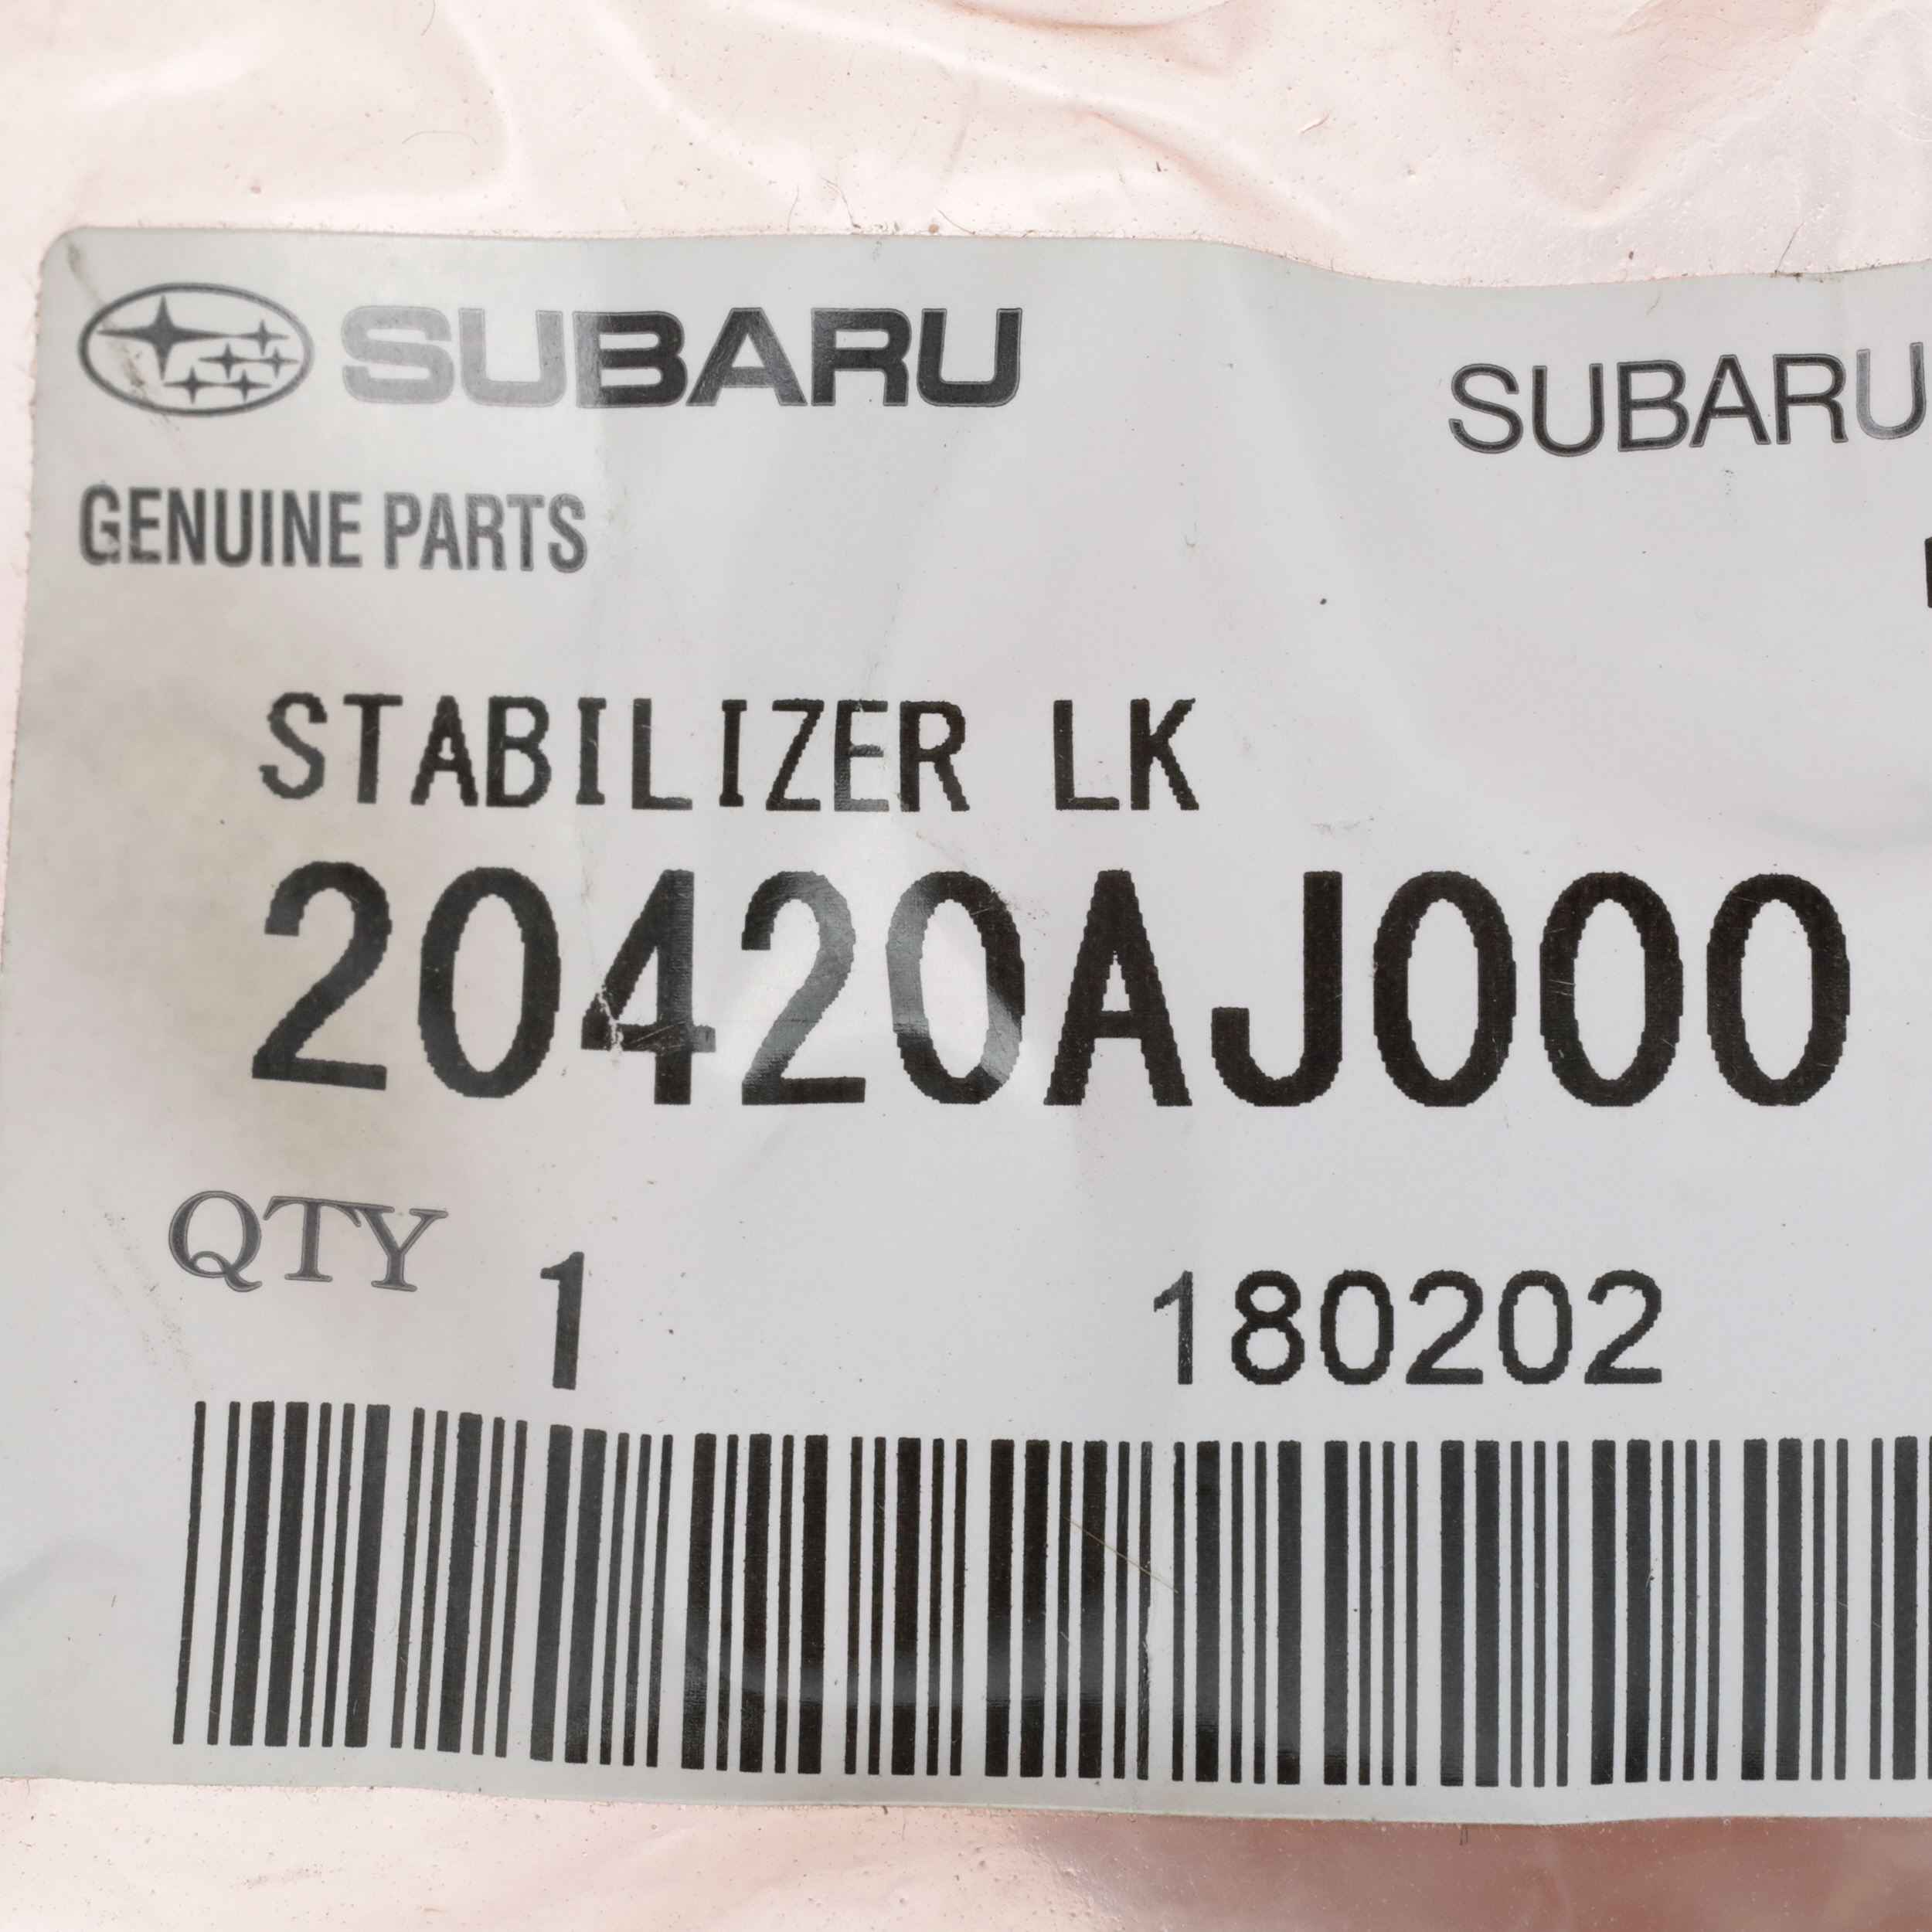 SUBARU
SUBARU
GENUINE PARTS
STABILIZER LK
20420AJ000
QTY 1 180202